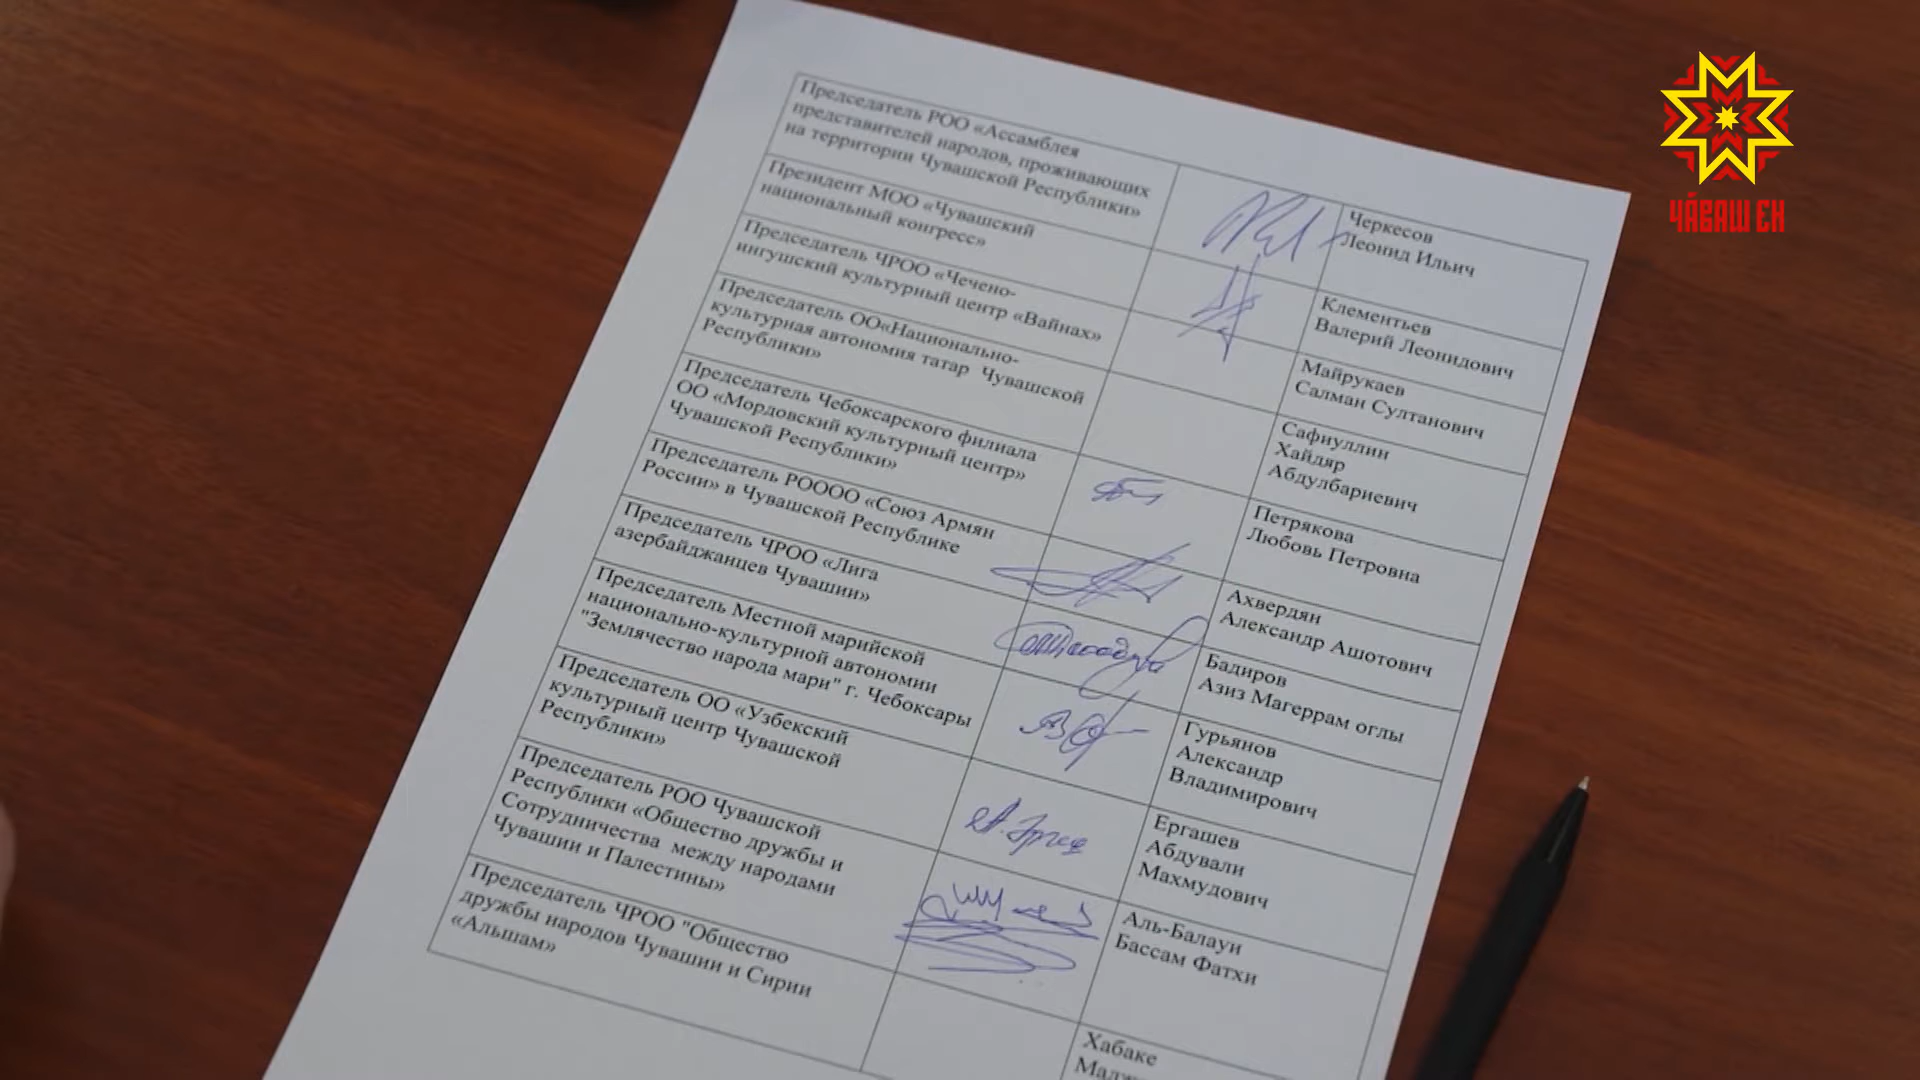 ЧӐВАШ ЕН
Председатель РОО «Ассамблея
представителей народов, проживающих
на территории Чувашской Республики»
Черкесов
Леонид Ильич
Президент МОО «Чувашский
национальный конгресс»
Клементьев
Валерий Леонидович
Председатель ЧРОО «Чечено-
ингушский культурный центр «Вайнах»
Майрукаев
Салман Султанович
Председатель ОО«Национально-
культурная автономия татар Чувашской
Республики»
Сафиуллин
Хайдяр
Абдулбариевич
Председатель Чебоксарского филиала
ОО «Мордовский культурный центр»
Чувашской Республики»
Петрякова
Любовь Петровна
Председатель РОООО «Союз Армян
России» в Чувашской Республике
Ахвердян
Александр Ашотович
Председатель ЧРОО «Лига
азербайджанцев Чувашии»
Бадиров
Азиз Магеррам оглы
Председатель Местной марийской
национально-культурной автономии
"Землячество народа мари" г. Чебоксары
Гурьянов
Александр
Владимирович
Председатель ОО «Узбекский
культурный центр Чувашской
Республики»
Ергашев
Абдували
Махмудович
Председатель РОО Чувашской
Республики «Общество дружбы и
Сотрудничества между народами
Чувашии и Палестины»
Аль-Балауи
Бассам Фатхи
Председатель ЧРОО "Общество
дружбы народов Чувашии и Сирии
«Альшам»
Хабаке